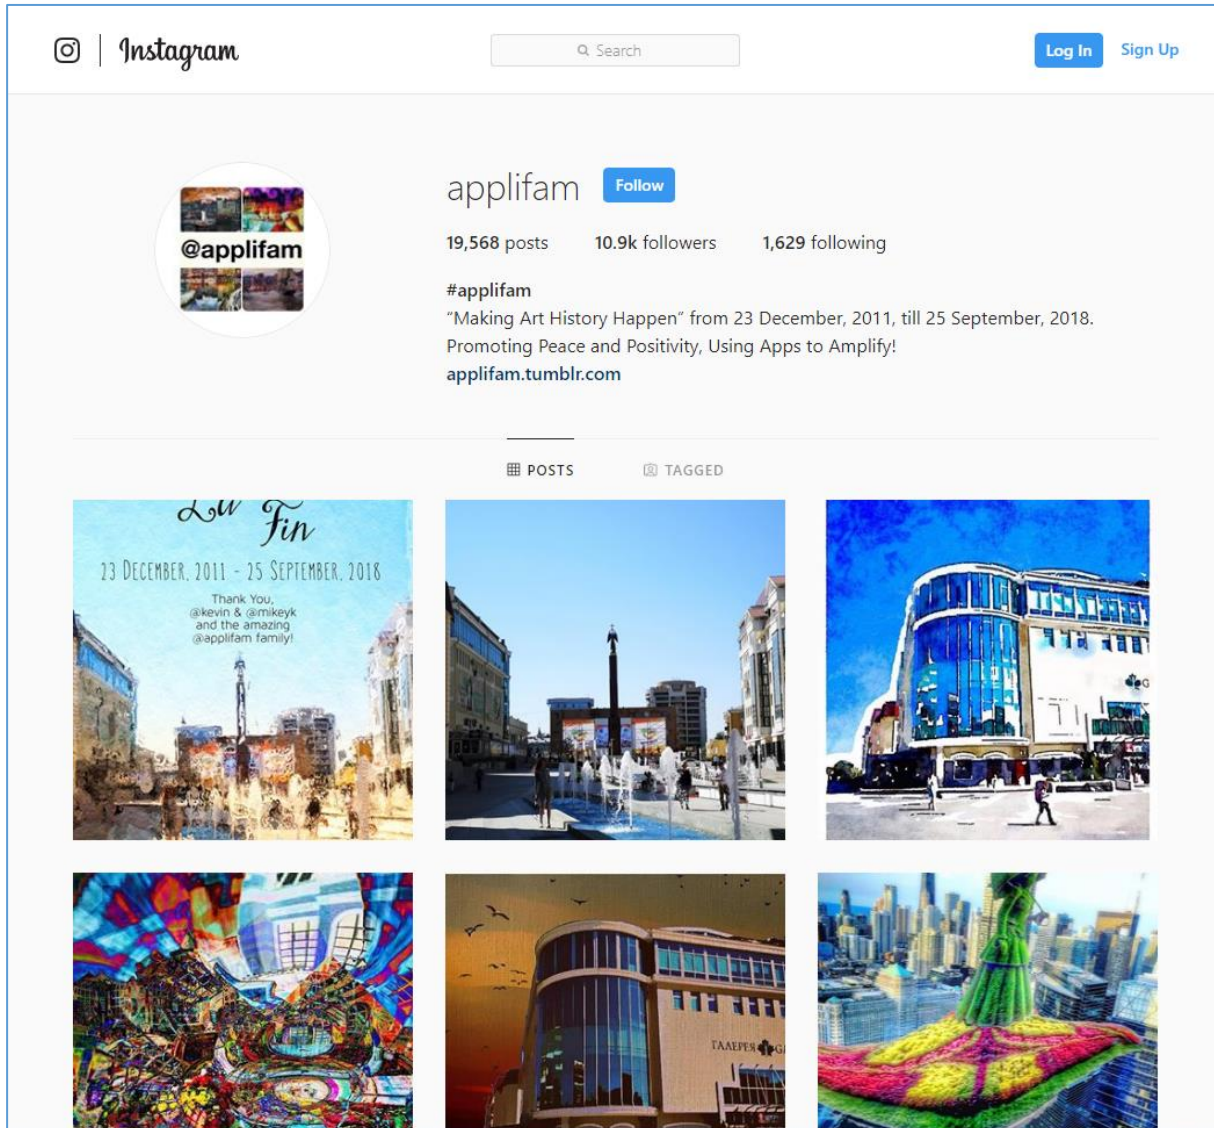 Instagram
Search
Log In
Sign Up
@applifam
applifam
Follow
19,568 posts 10.9k followers 1,629 following
#applifam
“Making Art History Happen” from 23 December, 2011, till 25 September, 2018.
Promoting Peace and Positivity, Using Apps to Amplify!
applifam.tumblr.com
POSTS
TAGGED
La Fin
23 DECEMBER, 2011 - 25 SEPTEMBER, 2018
Thank You,
@kevin & @mikeyk
and the amazing
@applifam family!
G
ГАЛЕРЕЯ GA